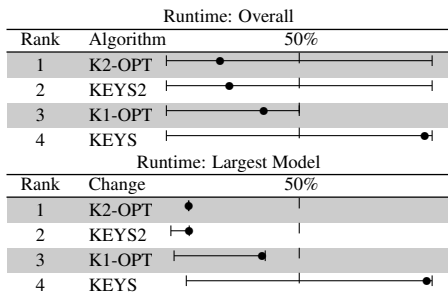 Runtime: Overall
Rank Algorithm 50%
1 K2-OPT
2 KEYS2
3 K1-OPT
4 KEYS
Runtime: Largest Model
Rank Change 50%
1 K2-OPT
2 KEYS2
3 K1-OPT
4 KEYS